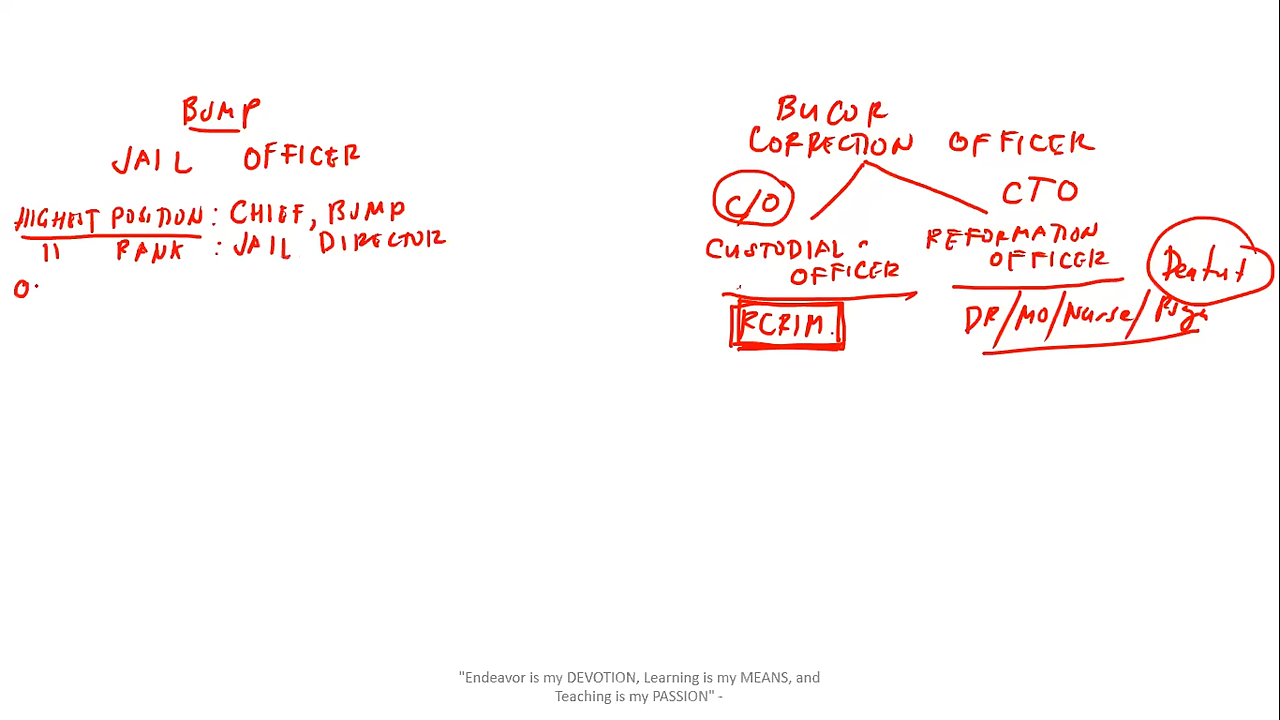 BJMP
JAIL OFFICER
HIGHEST POSITION : CHIEF, BJMP
11 RANK : JAIL DIRECTOR
O.
BUCOR
CORRECTION OFFICER
C/O
CTO
CUSTODIAL
OFFICER
REFORMATION
OFFICER
RCRIM.
DR/MO/Nurse/
"Endeavor is my DEVOTION, Learning is my MEANS, and
Teaching is my PASSION" -